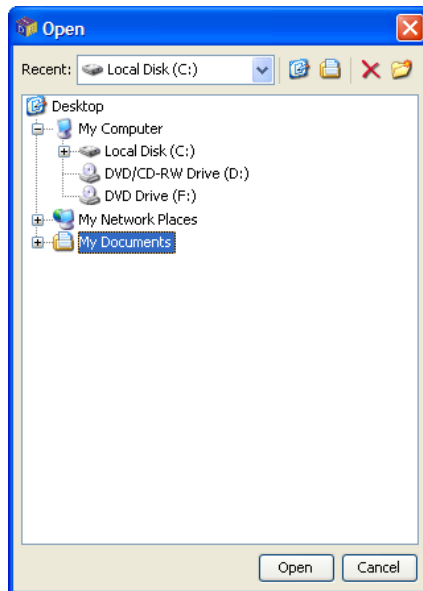 Open
Recent: Local Disk (C:)
Desktop
My Computer
Local Disk (C:)
DVD/CD-RW Drive (D:)
DVD Drive (F:)
My Network Places
My Documents
Open Cancel